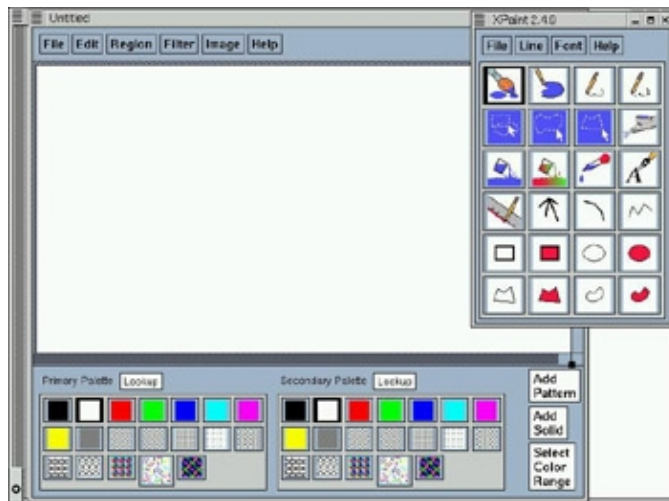 Untitled
File Edit Region Filter Image Help
XPaint 2.4.0
File Line Font Help
Primary Palette Lookup
Secondary Palette Lookup
Add
Pattern
Add
Solid
Select
Color
Range